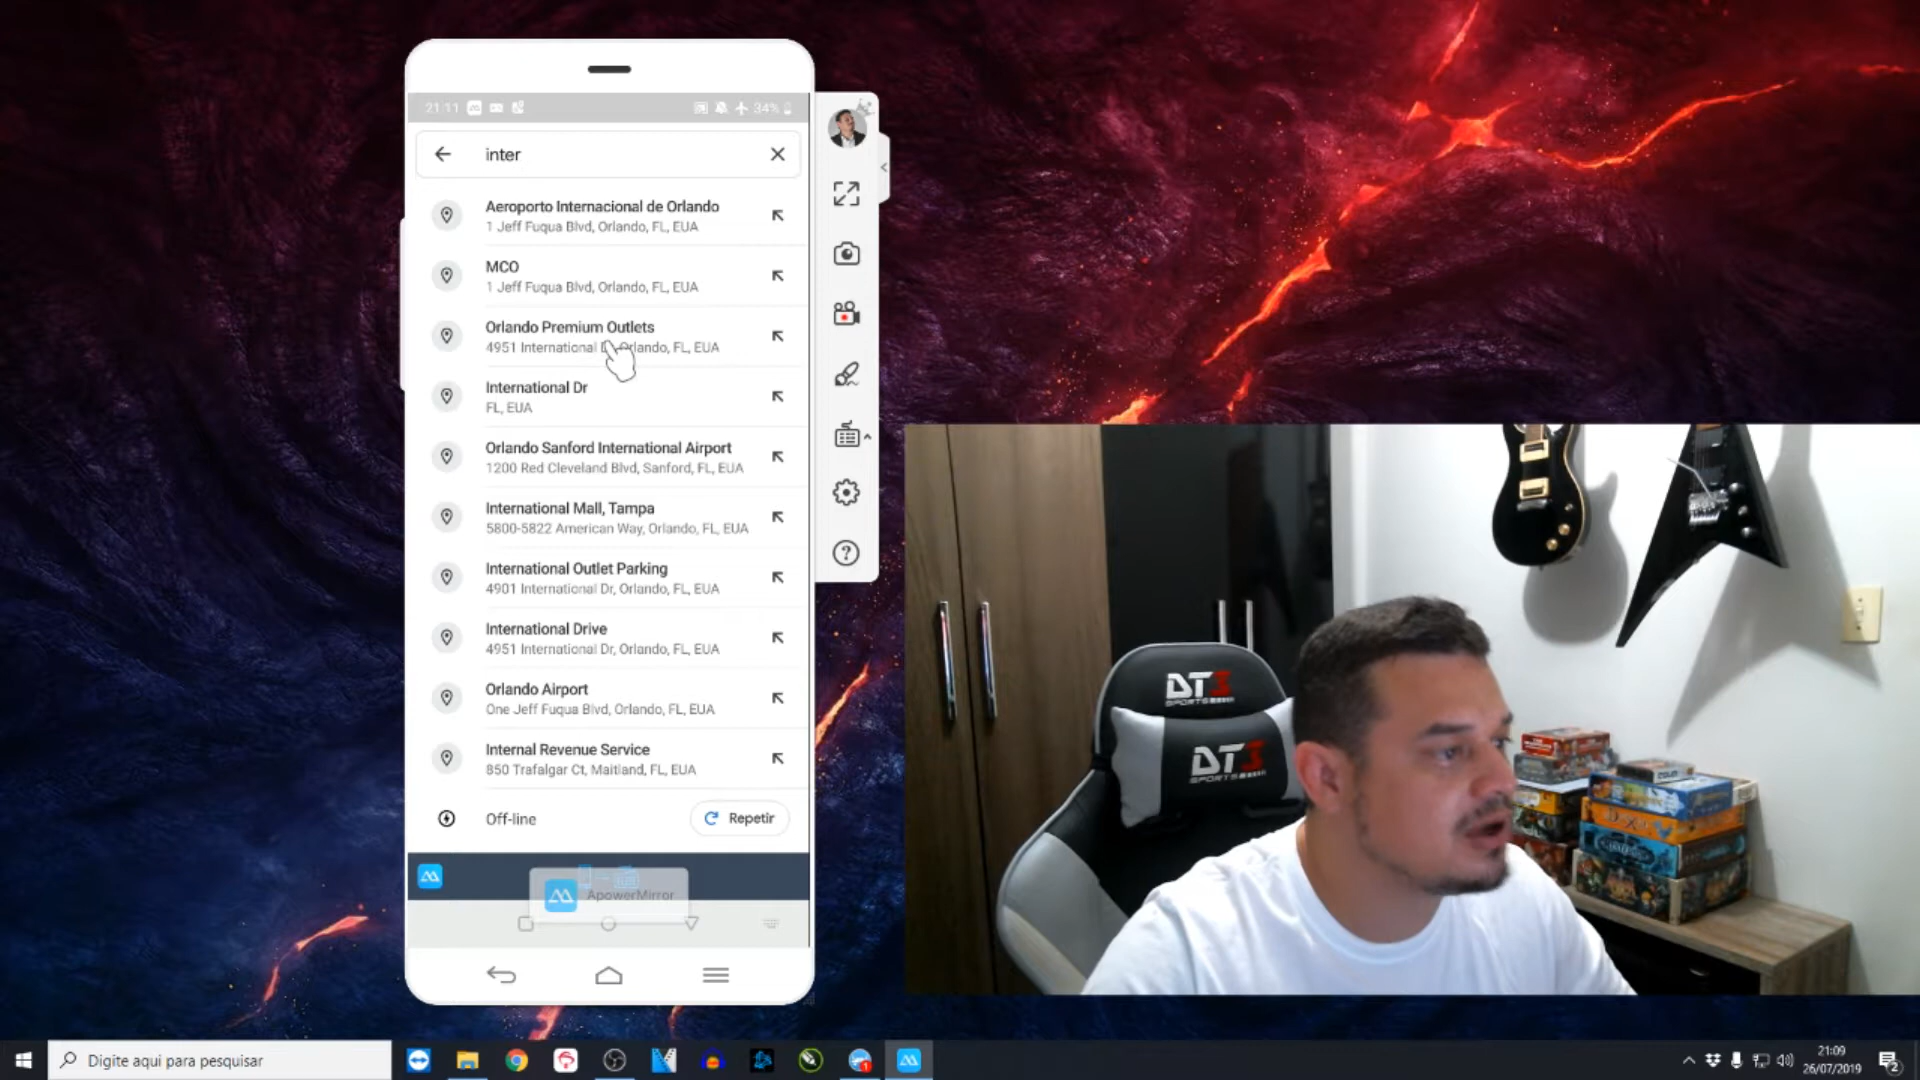 21:11
34%
inter
Aeroporto Internacional de Orlando
1 Jeff Fuqua Blvd, Orlando, FL, EUA
MCO
1 Jeff Fuqua Blvd, Orlando, FL, EUA
Orlando Premium Outlets
4951 International Orlando, FL, EUA
International Dr
FL, EUA
Orlando Sanford International Airport
1200 Red Cleveland Blvd, Sanford, FL, EUA
International Mall, Tampa
5800-5822 American Way, Orlando, FL, EUA
International Outlet Parking
4901 International Dr, Orlando, FL, EUA
International Drive
4951 International Dr, Orlando, FL, EUA
Orlando Airport
One Jeff Fuqua Blvd, Orlando, FL, EUA
Internal Revenue Service
850 Trafalgar Ct, Maitland, FL, EUA
Off-line
Repetir
ApowerMirror
DT3
SPORTS
DT3
SPORTS
Digite aqui para pesquisar
21:09
26/07/2019
2